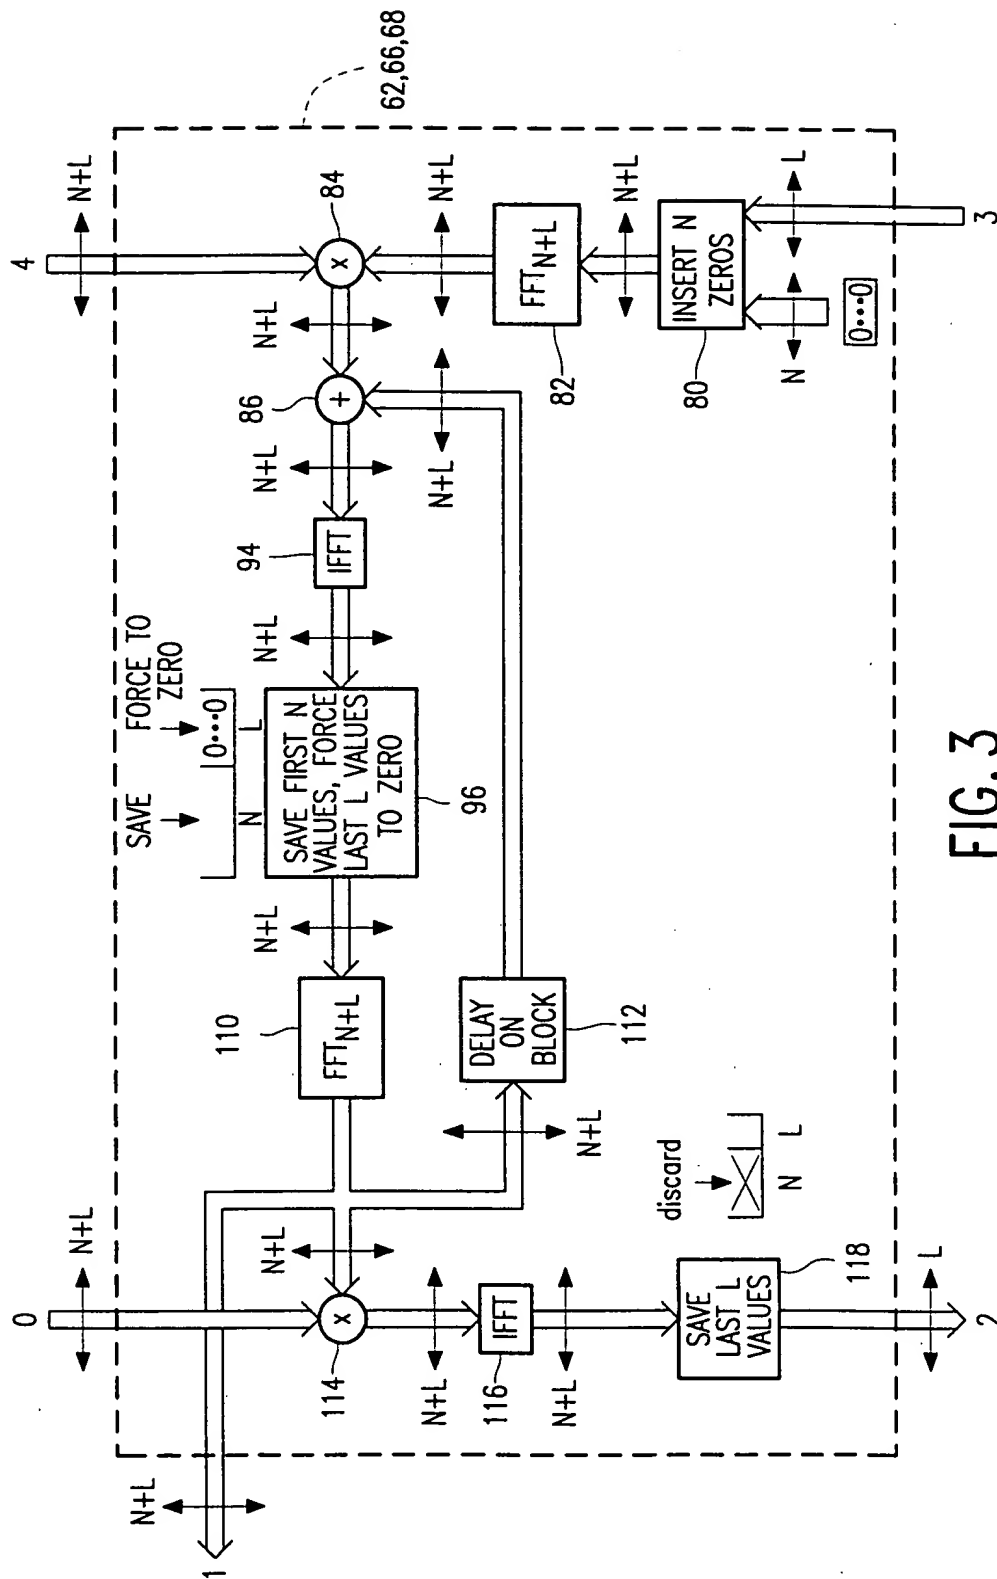 62,66,68
4
N+L
84
x
N+L
N+L
FFT N+L
82
N+L
INSERT N
ZEROS
80
N
L
0•••0
3
86
+
N+L
N+L
N+L
94
IFFT
N+L
SAVE
FORCE TO
ZERO
0•••0
N
L
SAVE FIRST N
VALUES, FORCE
LAST L VALUES
TO ZERO
96
N+L
110
FFT N+L
DELAY
ON
BLOCK
112
N+L
0
N+L
N+L
x
114
N+L
116
IFFT
N+L
discard
N
L
SAVE
LAST L
VALUES
118
L
2
N+L
1
FIG. 3